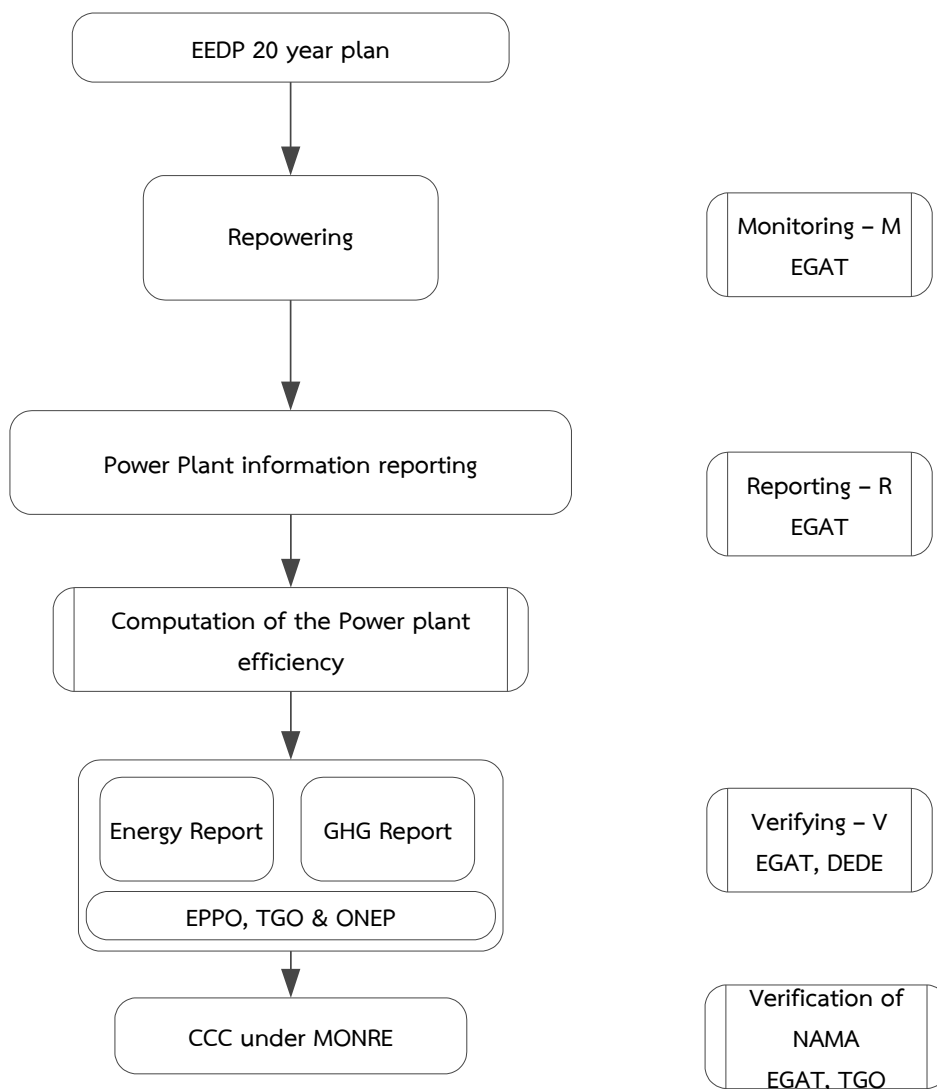 EEDP 20 year plan
Repowering
Monitoring – M
EGAT
Power Plant information reporting
Reporting – R
EGAT
Computation of the Power plant
efficiency
Energy Report
GHG Report
EPPO, TGO & ONEP
Verifying – V
EGAT, DEDE
CCC under MONRE
Verification of
NAMA
EGAT, TGO